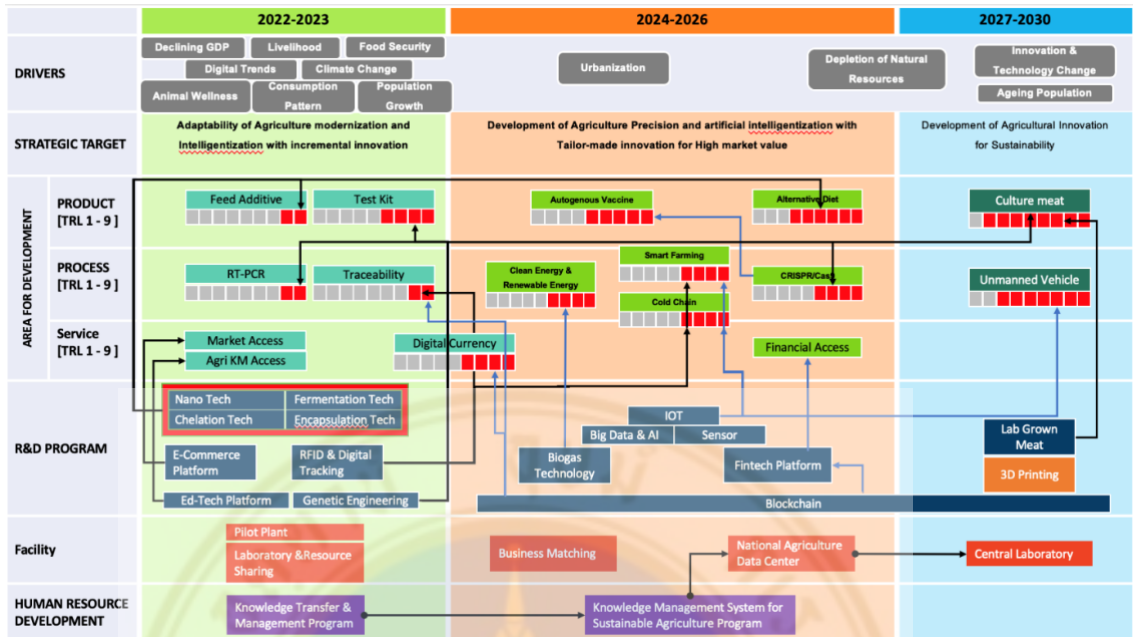 2022-2023
2024-2026
2027-2030
DRIVERS
Declining GDP
Livelihood
Food Security
Digital Trends
Climate Change
Animal Wellness
Consumption
Pattern
Population
Growth
Urbanization
Depletion of Natural
Resources
Innovation &
Technology Change
Ageing Population
STRATEGIC TARGET
Adaptability of Agriculture modernization and
Intelligentization with incremental innovation
Development of Agriculture Precision and artificial intelligentization with
Tailor-made innovation for High market value
Development of Agricultural Innovation
for Sustainability
AREA FOR DEVELOPMENT
PRODUCT
[TRL 1 - 9 ]
Feed Additive
Test Kit
Autogenous Vaccine
Alternative Diet
Culture meat
PROCESS
[TRL 1 - 9 ]
RT-PCR
Traceability
Clean Energy &
Renewable Energy
Smart Farming
Cold Chain
CRISPR/Cas9
Unmanned Vehicle
Service
[TRL 1 - 9 ]
Market Access
Agri KM Access
Digital Currency
Financial Access
R&D PROGRAM
Nano Tech
Fermentation Tech
Chelation Tech
Encapsulation Tech
E-Commerce
Platform
RFID & Digital
Tracking
Ed-Tech Platform
Genetic Engineering
IOT
Big Data & AI
Sensor
Biogas
Technology
Fintech Platform
Blockchain
Lab Grown
Meat
3D Printing
Facility
Pilot Plant
Laboratory &Resource
Sharing
Business Matching
National Agriculture
Data Center
Central Laboratory
HUMAN RESOURCE
DEVELOPMENT
Knowledge Transfer &
Management Program
Knowledge Management System for
Sustainable Agriculture Program